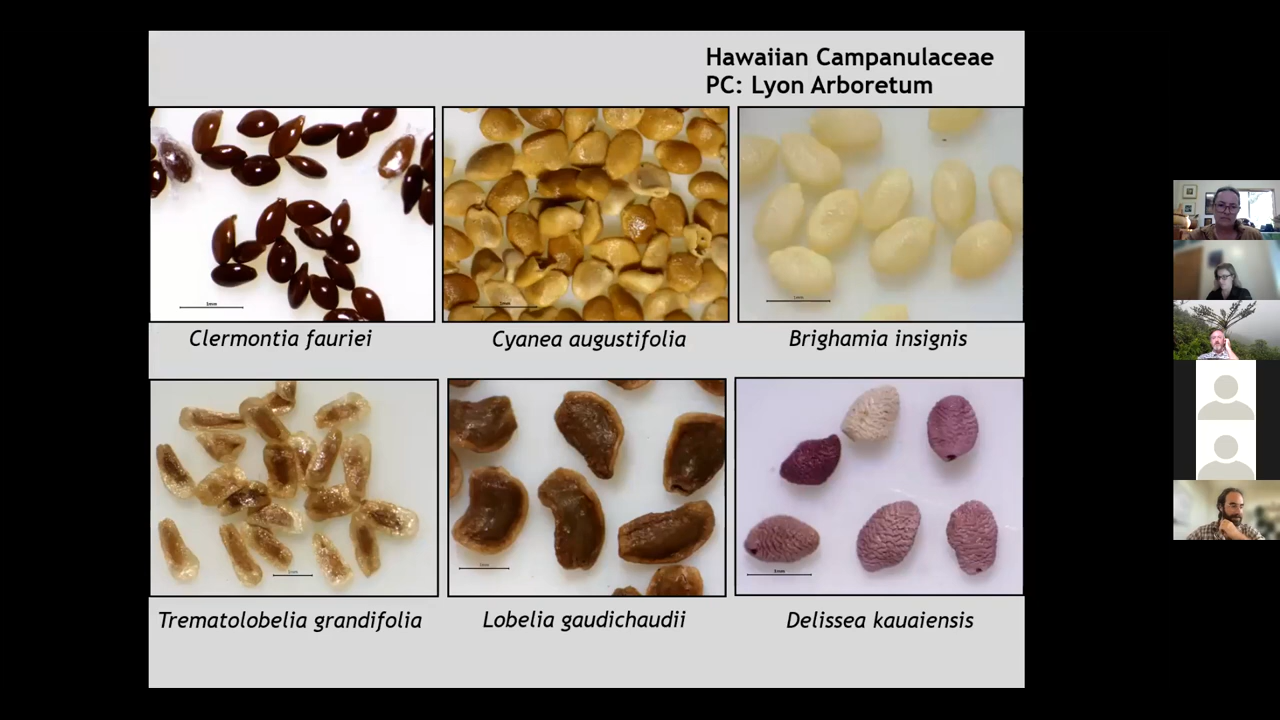 Hawaiian Campanulaceae
PC: Lyon Arboretum
Clermontia fauriei
Cyanea augustifolia
Brighamia insignis
Trematolobelia grandifolia
Lobelia gaudichaudii
Delissea kauaiensis